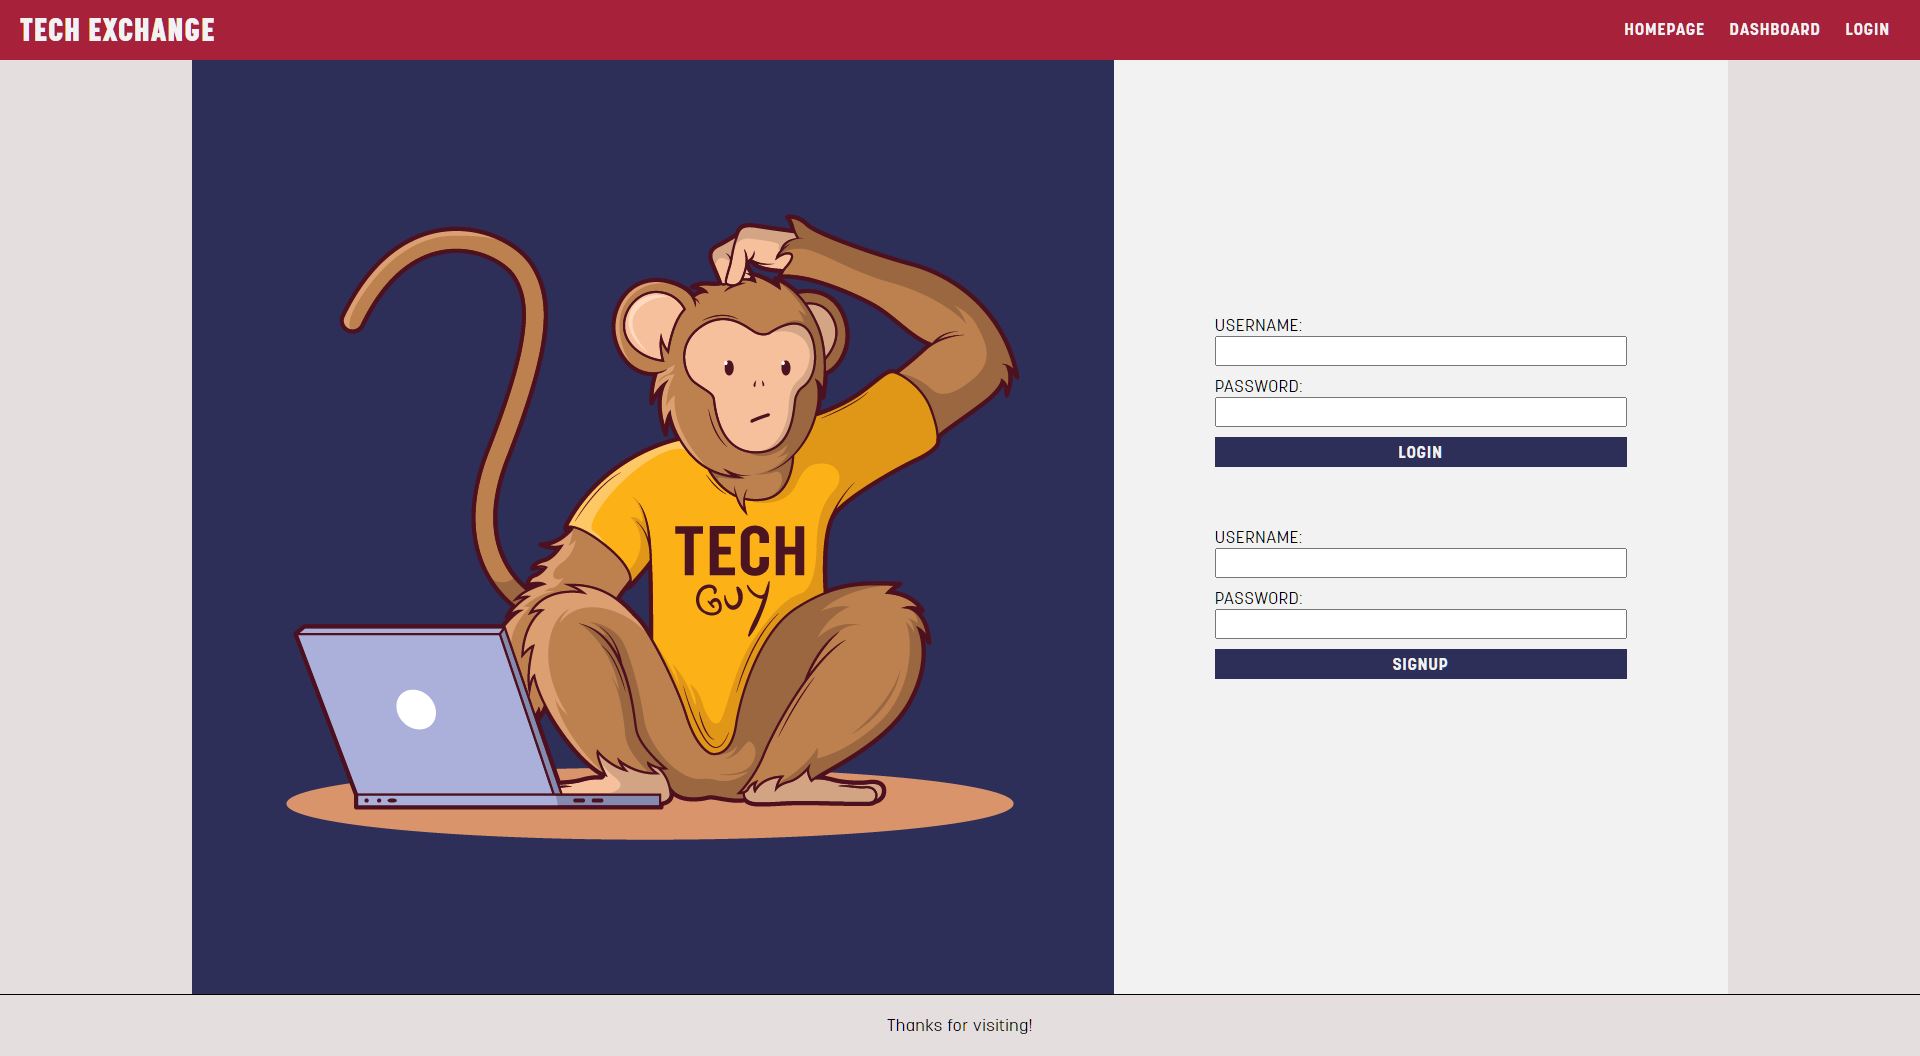 TECH EXCHANGE
HOMEPAGE
DASHBOARD
LOGIN
TECH
GUY
USERNAME:
PASSWORD:
LOGIN
USERNAME:
PASSWORD:
SIGNUP
Thanks for visiting!